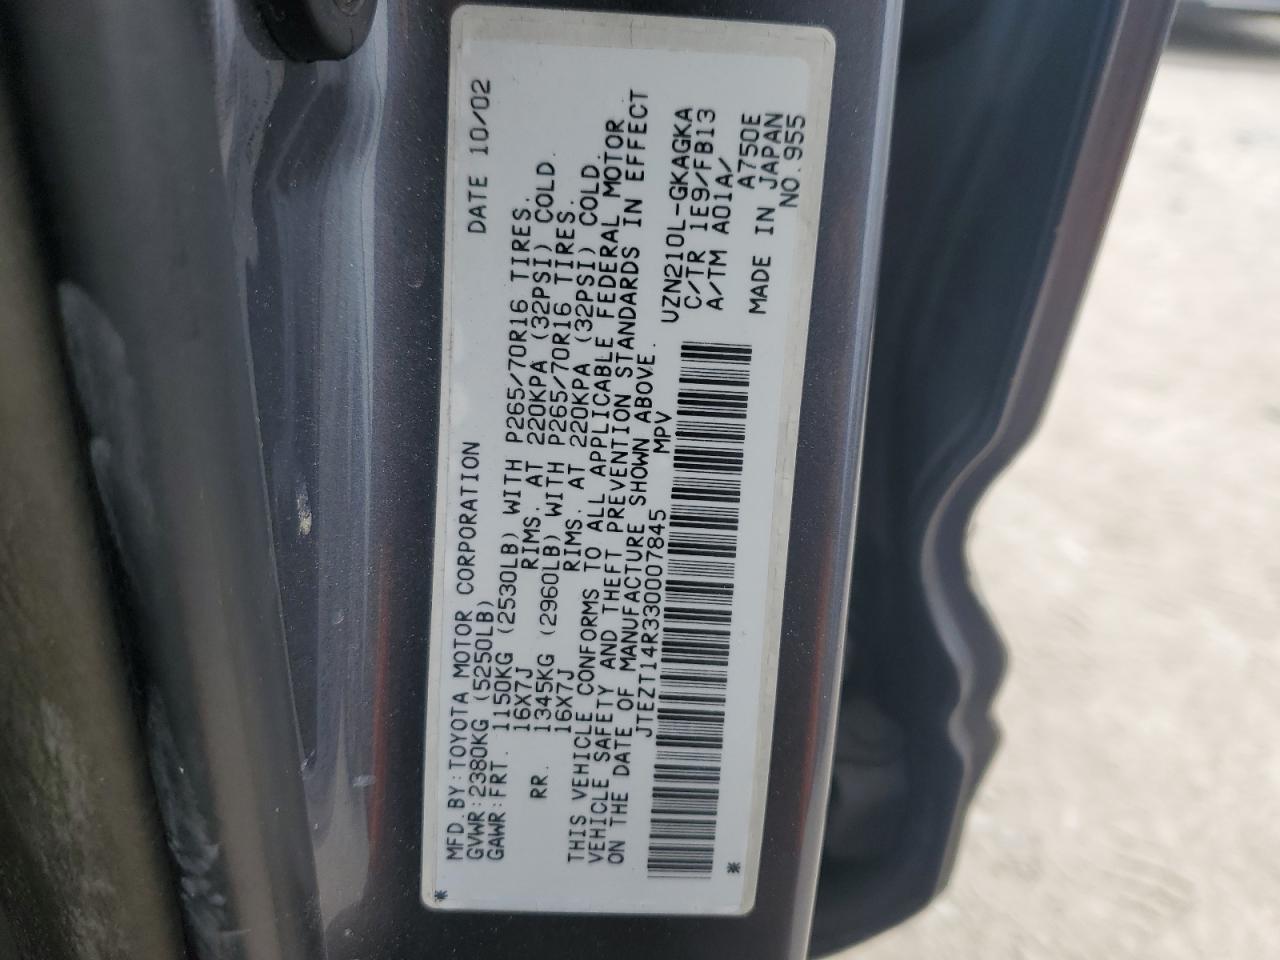 DATE 10/02
MFD.BY:TOYOTA MOTOR CORPORATION
GVWR:2380KG (5250LB)
GAWR:FRT. 1150KG (2530LB) WITH P265/70R16 TIRES.
16X7J RIMS. AT 220KPA (32PSI) COLD.
RR. 1345KG (2960LB) WITH P265/70R16 TIRES.
16X7J RIMS. AT 220KPA (32PSI) COLD.
THIS VEHICLE CONFORMS TO ALL APPLICABLE FEDERAL MOTOR
VEHICLE SAFETY AND THEFT PREVENTION STANDARDS IN EFFECT
ON THE DATE OF MANUFACTURE SHOWN ABOVE.
JTEZT14R330007845 MPV
UZN210L-GKAGKA
C/TR 1E9/FB13
A/TM A01A/
A750E
MADE IN JAPAN
NO.955
* *